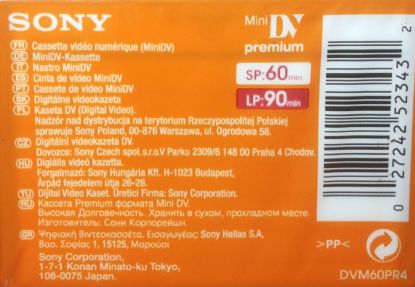 SONY
Mini DV
premium
SP:60min
LP:90min
FR Cassette vidéo numérique (MiniDV)
DE MiniDV-Kassette
IT Nastro MiniDV
ES Cinta de vídeo MiniDV
PT Cassete de vídeo MiniDV
SK Digitálne videokazeta
PL Kaseta DV (Digital Video).
Nadzór nad dystrybucją na terytorium Rzeczypospolitej Polskiej
sprawuje Sony Poland, 00-876 Warszawa, ul. Ogrodowa 58.
CZ Digitální videokazeta DV.
Dovozce: Sony Czech spol. s.r.o.V Parku 2309/6 148 00 Praha 4 Chodov.
HU Digiális videó kazetta.
Forgalmazó: Sony Hungária Kft. H-1023 Budapest,
Árpád fejedelem útja 26-28.
TU Dijital Video Kaset. Üretici Firma: Sony Corporation.
RU Кассета Premium формата Mini DV.
Высокая Долговечность. Хранить в сухом, прохладном месте.
Изготовитель: Сони Корпорейшн.
GR Ψηφιακή Βιντεοκασσέτα. Εισαγωγέας: Sony Hellas S.A,
Βας. Σοφίας 1, 15125, Μαρούσι
Sony Corporation
1-7-1 Konan Minato-ku Tokyo,
108-0075 Japan
0 27242 52343 2
>PP<
DVM60PR4